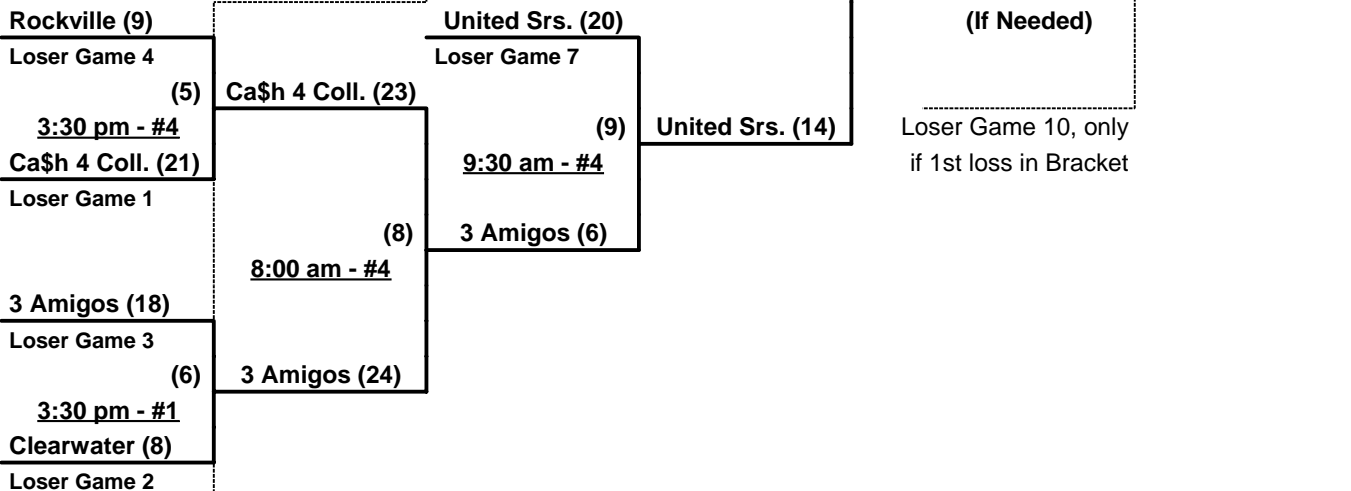 Rockville (9)
Loser Game 4
(5)
3:30 pm - #4
Ca$h 4 Coll. (21)
Loser Game 1
3 Amigos (18)
Loser Game 3
(6)
3:30 pm - #1
Clearwater (8)
Loser Game 2
Ca$h 4 Coll. (23)
(8)
8:00 am - #4
3 Amigos (24)
United Srs. (20)
Loser Game 7
(9)
9:30 am - #4
3 Amigos (6)
United Srs. (14)
(If Needed)
Loser Game 10, only
if 1st loss in Bracket